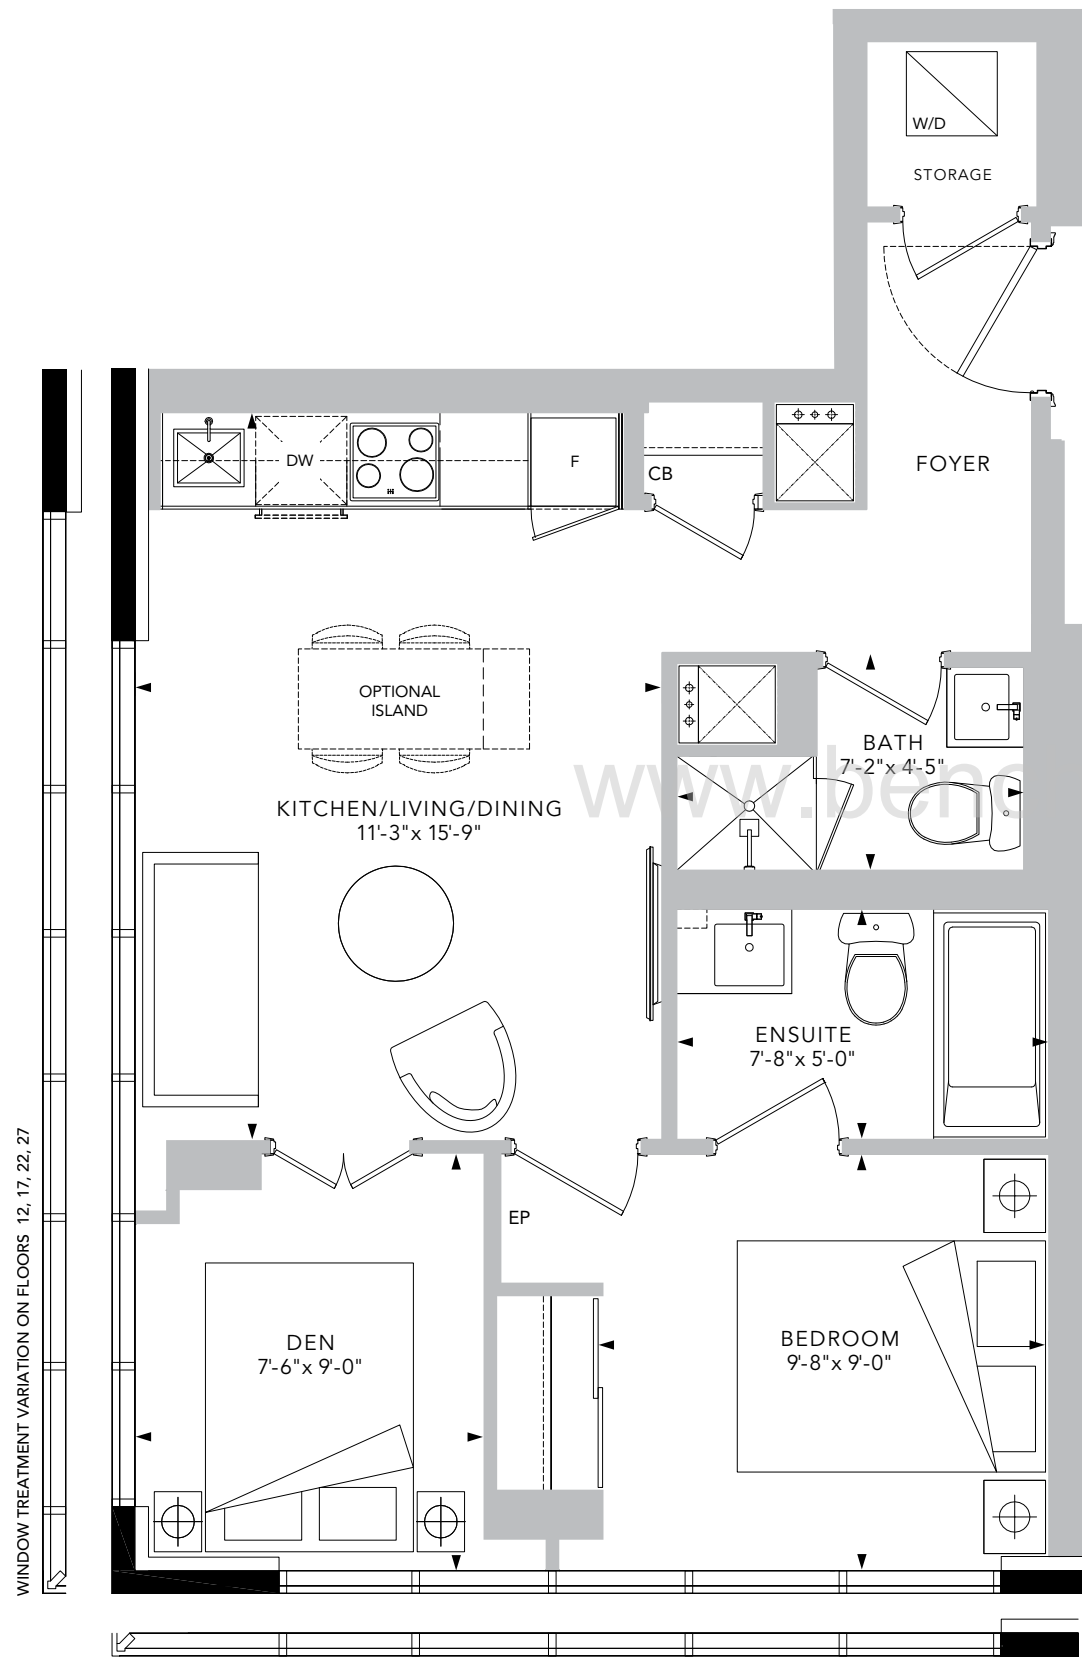 W/D
STORAGE
FOYER
DW
F
CB
OPTIONAL
ISLAND
BATH
7'-2"x 4'-5"
KITCHEN/LIVING/DINING
11'-3"x 15'-9"
ENSUITE
7'-8"x 5'-0"
EP
DEN
7'-6"x 9'-0"
BEDROOM
9'-8"x 9'-0"
WINDOW TREATMENT VARIATION ON FLOORS 12, 17, 22, 27